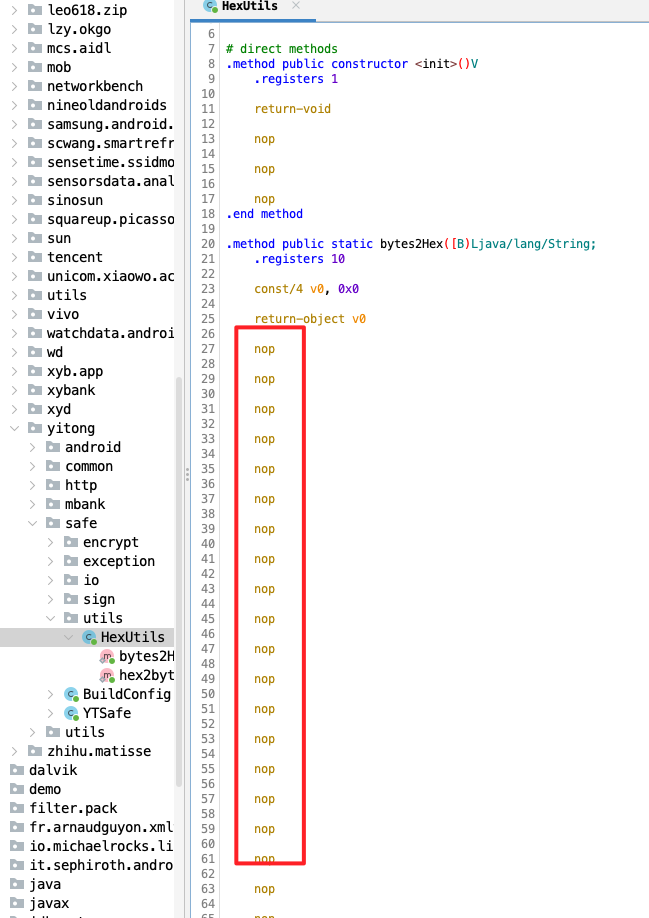 leo618.zip
lzy.okgo
mcs.aidl
mob
networkbench
nineoldandroids
samsung.android.
scwang.smartrefr
sensetime.ssidmo
sensorsdata.anal
sinosun
squareup.picasso
sun
tencent
unicom.xiaowo.ac
utils
vivo
watchdata.androi
wd
xyb.app
xybank
xyd
yitong
android
common
http
mbank
safe
encrypt
exception
io
sign
utils
HexUtils
bytes2H
hex2byt
BuildConfig
YTSafe
utils
zhihu.matisse
dalvik
demo
filter.pack
fr.arnaudguyon.xml
io.michaelrocks.li
it.sephiroth.andro
java
javax
HexUtils ×
6
7 # direct methods
8 .method public constructor <init>()V
9 .registers 1
10
11 return-void
12
13 nop
14
15 nop
16
17 nop
18 .end method
19
20 .method public static bytes2Hex([B)Ljava/lang/String;
21 .registers 10
22
23 const/4 v0, 0x0
24
25 return-object v0
26
27 nop
28
29 nop
30
31 nop
32
33 nop
34
35 nop
36
37 nop
38
39 nop
40
41 nop
42
43 nop
44
45 nop
46
47 nop
48
49 nop
50
51 nop
52
53 nop
54
55 nop
56
57 nop
58
59 nop
60
61 nop
62
63 nop
64
65 nop